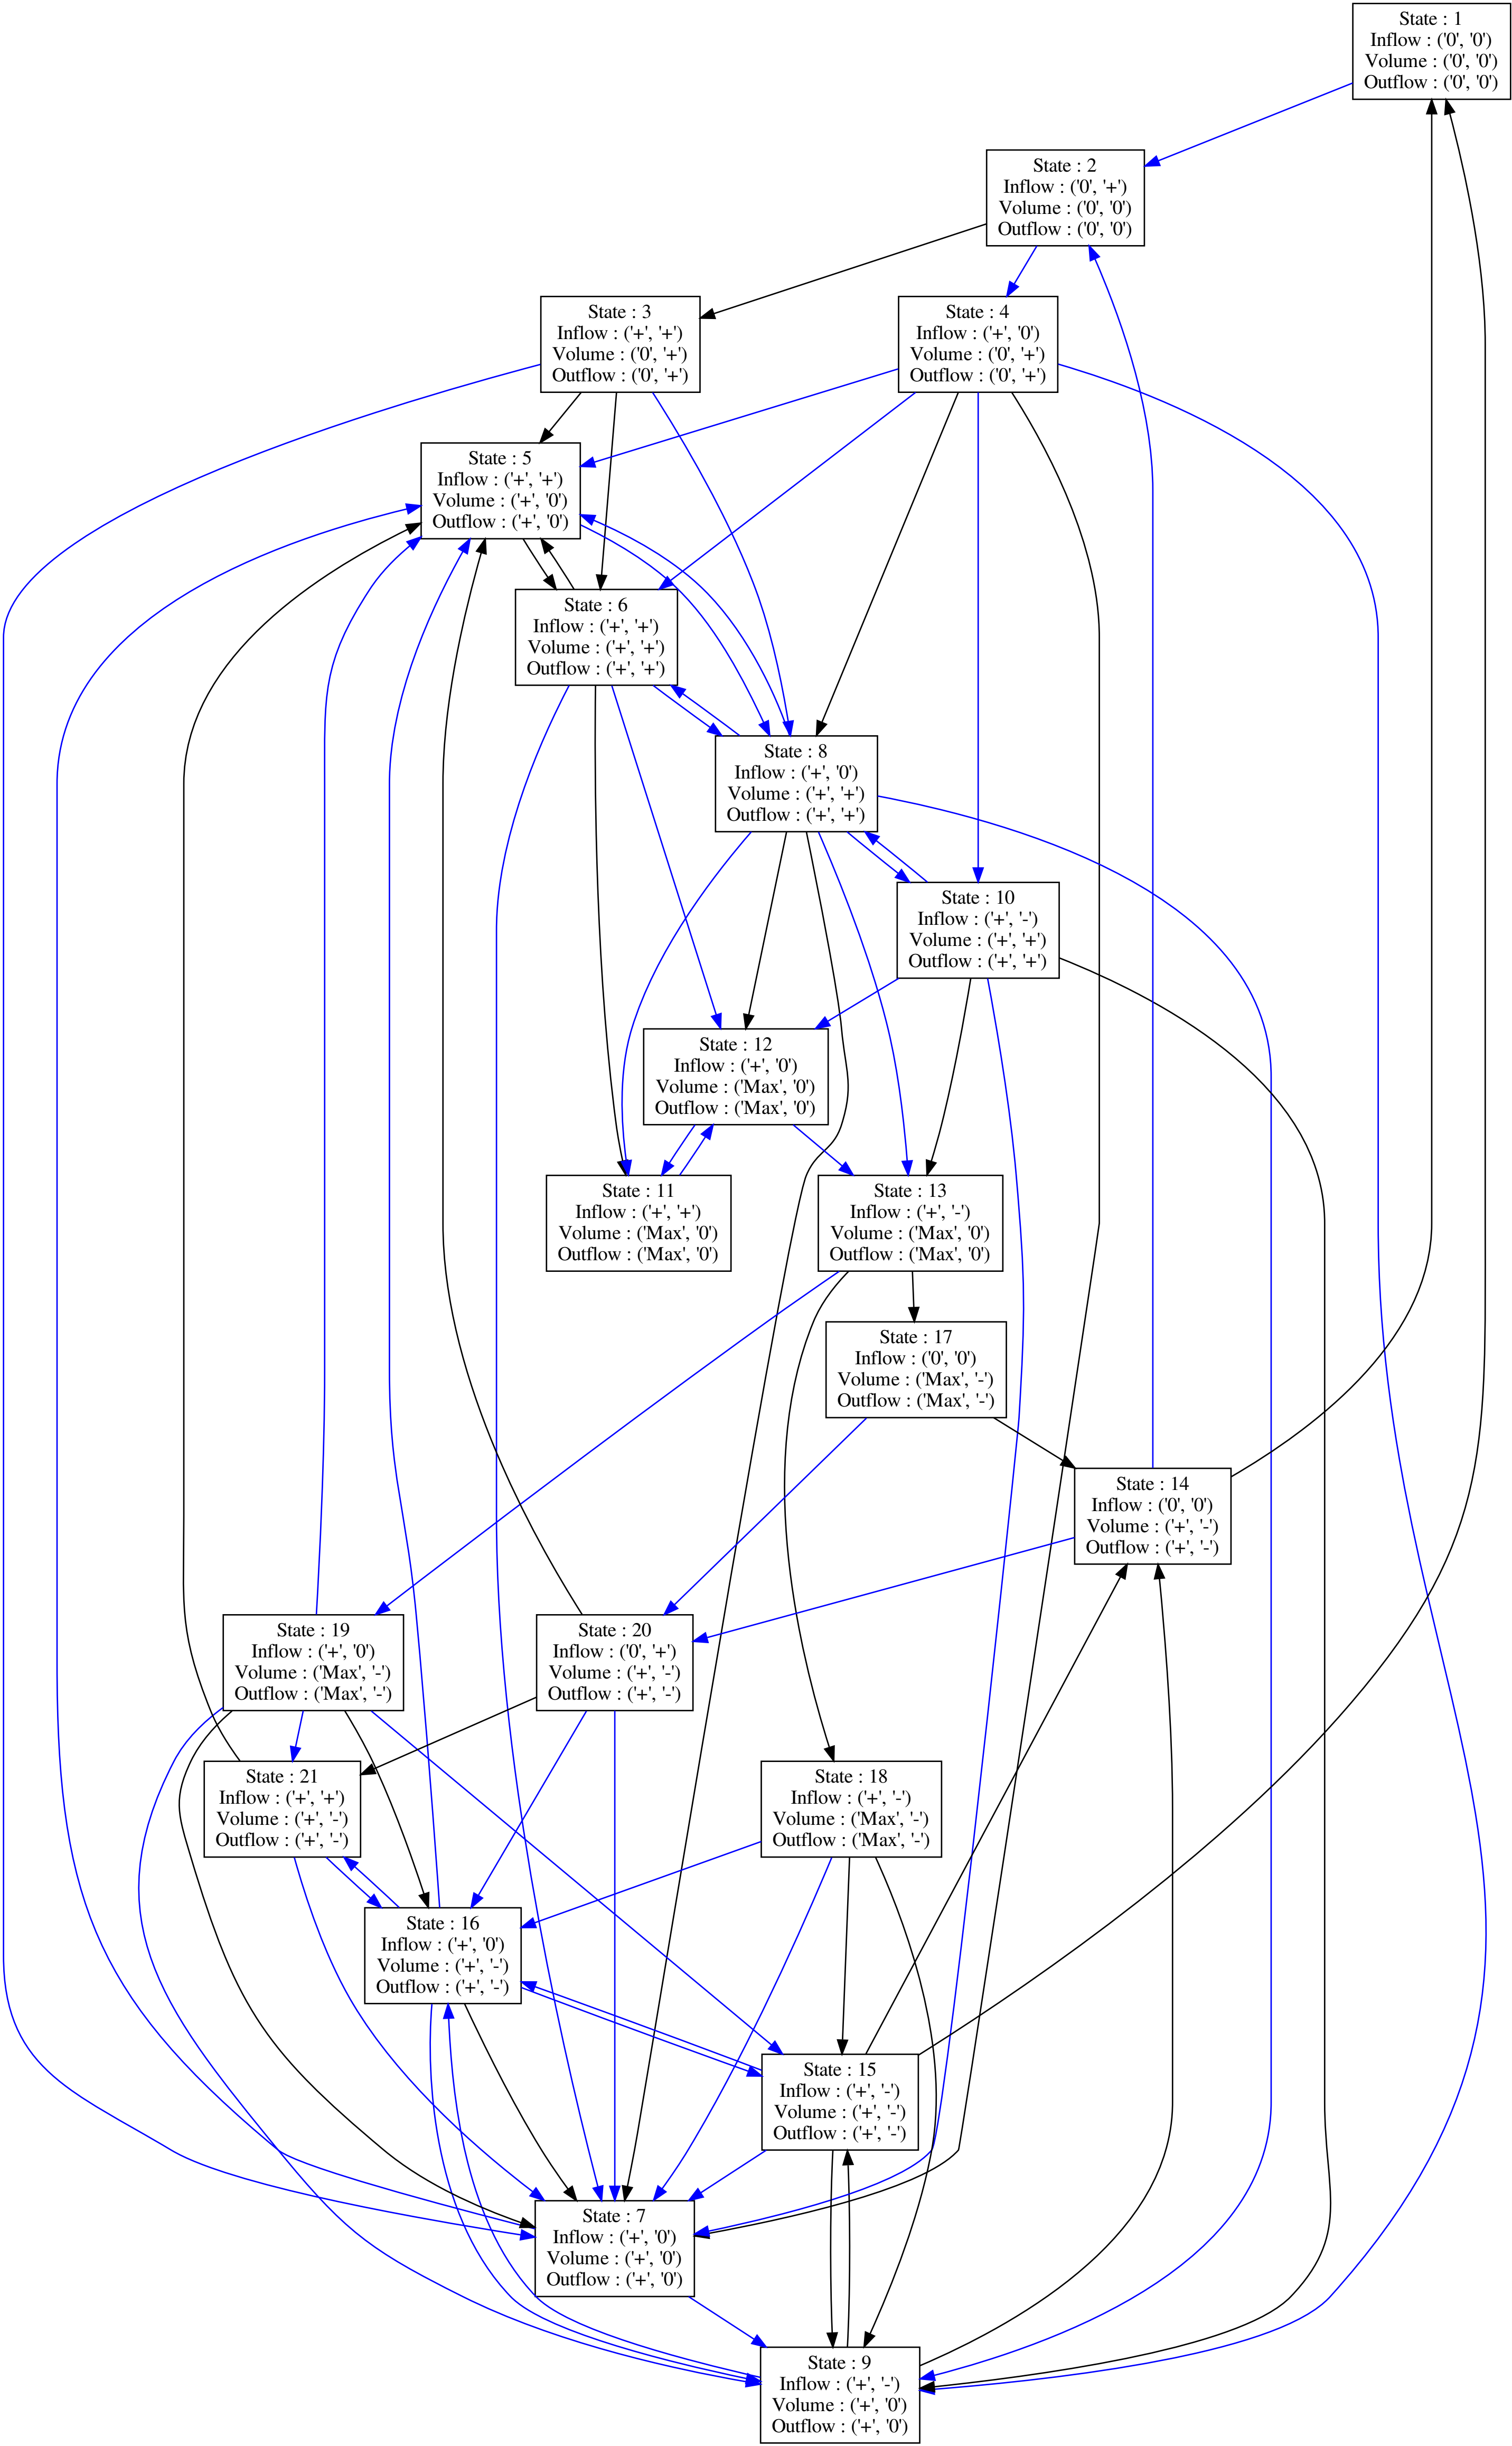 State : 1
Inflow : ('0', '0')
Volume : ('0', '0')
Outflow : ('0', '0')
State : 2
Inflow : ('0', '+')
Volume : ('0', '0')
Outflow : ('0', '0')
State : 3
Inflow : ('+', '+')
Volume : ('0', '+')
Outflow : ('0', '+')
State : 4
Inflow : ('+', '0')
Volume : ('0', '+')
Outflow : ('0', '+')
State : 5
Inflow : ('+', '+')
Volume : ('+', '0')
Outflow : ('+', '0')
State : 6
Inflow : ('+', '+')
Volume : ('+', '+')
Outflow : ('+', '+')
State : 8
Inflow : ('+', '0')
Volume : ('+', '+')
Outflow : ('+', '+')
State : 10
Inflow : ('+', '-')
Volume : ('+', '+')
Outflow : ('+', '+')
State : 12
Inflow : ('+', '0')
Volume : ('Max', '0')
Outflow : ('Max', '0')
State : 11
Inflow : ('+', '+')
Volume : ('Max', '0')
Outflow : ('Max', '0')
State : 13
Inflow : ('+', '-')
Volume : ('Max', '0')
Outflow : ('Max', '0')
State : 17
Inflow : ('0', '0')
Volume : ('Max', '-')
Outflow : ('Max', '-')
State : 14
Inflow : ('0', '0')
Volume : ('+', '-')
Outflow : ('+', '-')
State : 19
Inflow : ('+', '0')
Volume : ('Max', '-')
Outflow : ('Max', '-')
State : 20
Inflow : ('0', '+')
Volume : ('+', '-')
Outflow : ('+', '-')
State : 21
Inflow : ('+', '+')
Volume : ('+', '-')
Outflow : ('+', '-')
State : 18
Inflow : ('+', '-')
Volume : ('Max', '-')
Outflow : ('Max', '-')
State : 16
Inflow : ('+', '0')
Volume : ('+', '-')
Outflow : ('+', '-')
State : 15
Inflow : ('+', '-')
Volume : ('+', '-')
Outflow : ('+', '-')
State : 7
Inflow : ('+', '0')
Volume : ('+', '0')
Outflow : ('+', '0')
State : 9
Inflow : ('+', '-')
Volume : ('+', '0')
Outflow : ('+', '0')